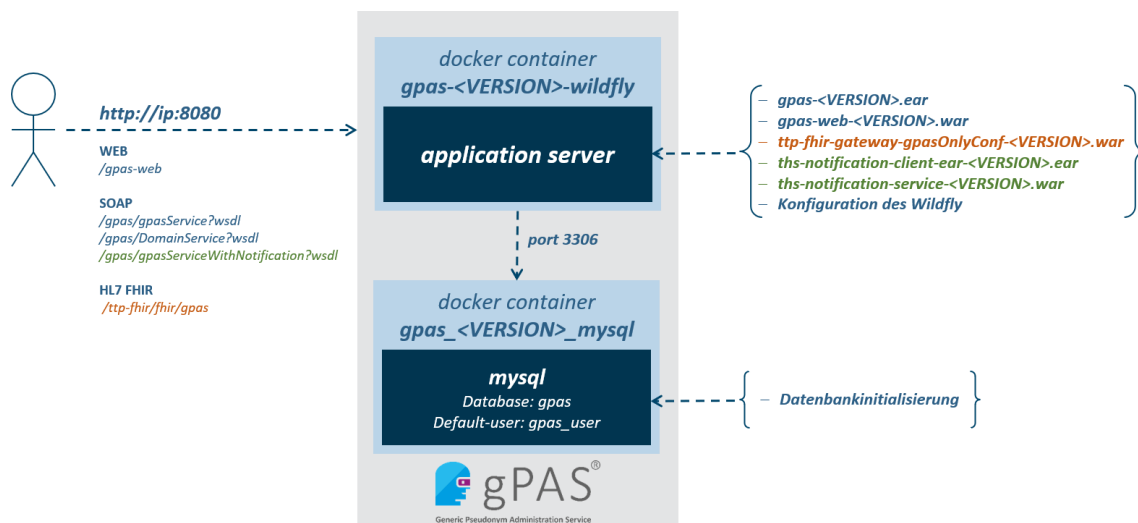 http://ip:8080
WEB
/gpas-web
SOAP
/gpas/gpasService?wsdl
/gpas/DomainService?wsdl
/gpas/gpasServiceWithNotification?wsdl
HL7 FHIR
/ttp-fhir/fhir/gpas
docker container
gpas-<VERSION>-wildfly
application server
port 3306
docker container
gpas_<VERSION>_mysql
mysql
Database: gpas
Default-user: gpas_user
gPAS®
Generic Pseudonym Administration Service
– gpas-<VERSION>.ear
– gpas-web-<VERSION>.war
– ttp-fhir-gateway-gpasOnlyConf-<VERSION>.war
– ths-notification-client-ear-<VERSION>.ear
– ths-notification-service-<VERSION>.war
– Konfiguration des Wildfly
– Datenbankinitialisierung